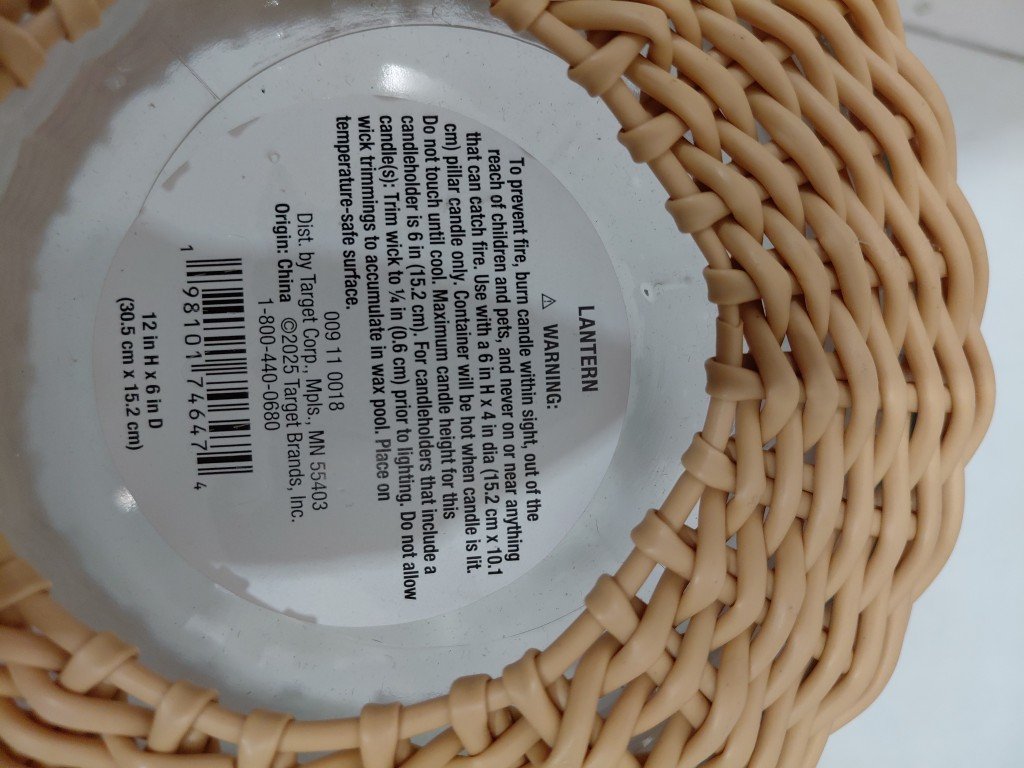 LANTERN
⚠ WARNING:
To prevent fire, burn candle within sight, out of the
reach of children and pets, and never on or near anything
that can catch fire. Use with a 6 in H x 4 in dia (15.2 cm x 10.1
cm) pillar candle only. Container will be hot when candle is lit.
Do not touch until cool. Maximum candle height for this
candleholder is 6 in (15.2 cm). For candleholders that include a
candle(s): Trim wick to ¼ in (0.6 cm) prior to lighting. Do not allow
wick trimmings to accumulate in wax pool. Place on
temperature-safe surface.
009 11 0018
Dist. by Target Corp., Mpls., MN 55403
Origin: China ©2025 Target Brands, Inc.
1-800-440-0680
1 98101 74647 4
12 in H x 6 in D
(30.5 cm x 15.2 cm)